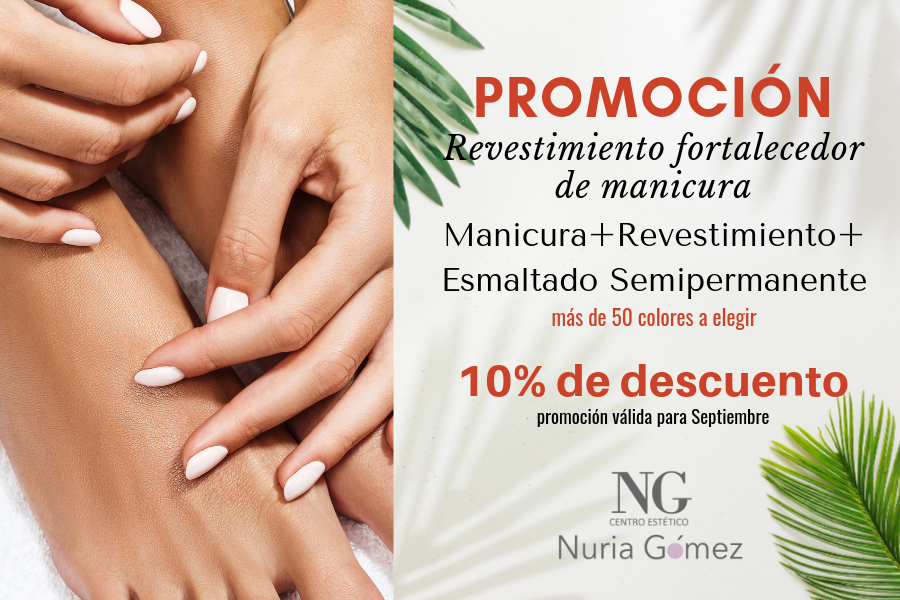 PROMOCIÓN
Revestimiento fortalecedor
de manicura
Manicura+Revestimiento+
Esmaltado Semipermanente
más de 50 colores a elegir
10% de descuento
promoción válida para Septiembre
NG
CENTRO ESTÉTICO
Nuria Gómez